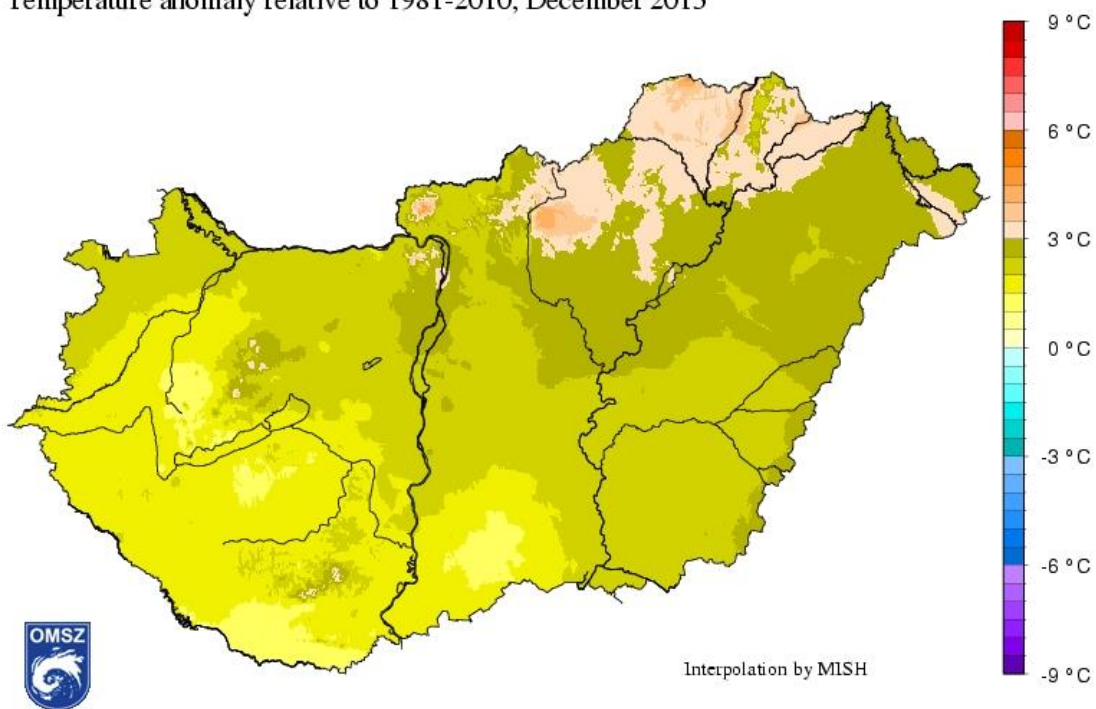 Temperature anomaly relative to 1981-2010, December 2015
9 °C
6 °C
3 °C
0 °C
-3 °C
-6 °C
-9 °C
OMSZ
Interpolation by MISH